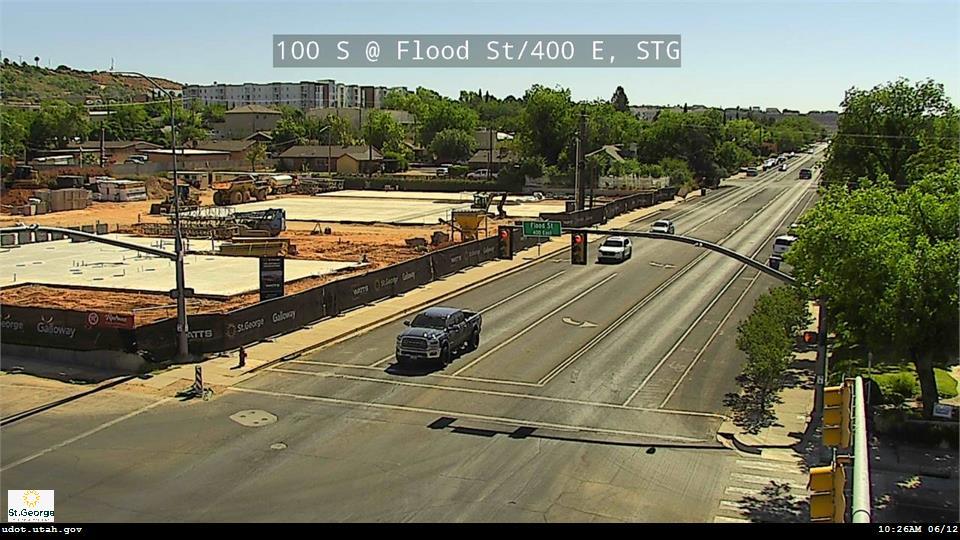 100 S @ Flood St/400 E, STG
Flood St
400 East
WATTS
St.George
Galloway
St.George
Galloway
WATTS
George
Galloway
St.George
udot.utah.gov
10:26AM 06/12